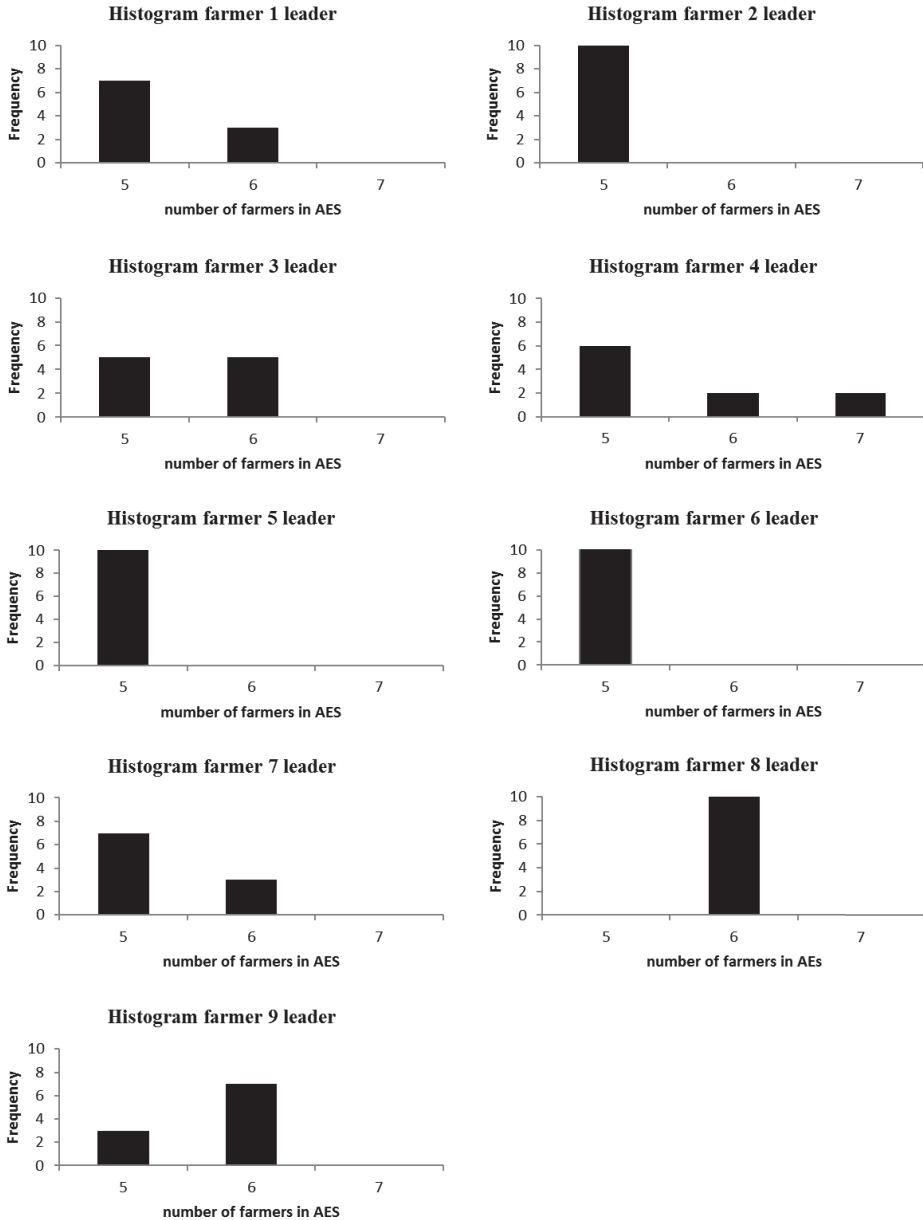 Histogram farmer 1 leader
10
8
6
4
2
0
Frequency
5 6 7
number of farmers in AES
Histogram farmer 2 leader
10
8
6
4
2
0
Frequency
5 6 7
number of farmers in AES
Histogram farmer 3 leader
10
8
6
4
2
0
Frequency
5 6 7
number of farmers in AES
Histogram farmer 4 leader
10
8
6
4
2
0
Frequency
5 6 7
number of farmers in AES
Histogram farmer 5 leader
10
8
6
4
2
0
Frequency
5 6 7
mumber of farmers in AES
Histogram farmer 6 leader
10
8
6
4
2
0
Frequency
5 6 7
number of farmers in AES
Histogram farmer 7 leader
10
8
6
4
2
0
Frequency
5 6 7
number of farmers in AES
Histogram farmer 8 leader
10
8
6
4
2
0
Frequency
5 6 7
number of farmers in AEs
Histogram farmer 9 leader
10
8
6
4
2
0
Frequency
5 6 7
number of farmers in AES